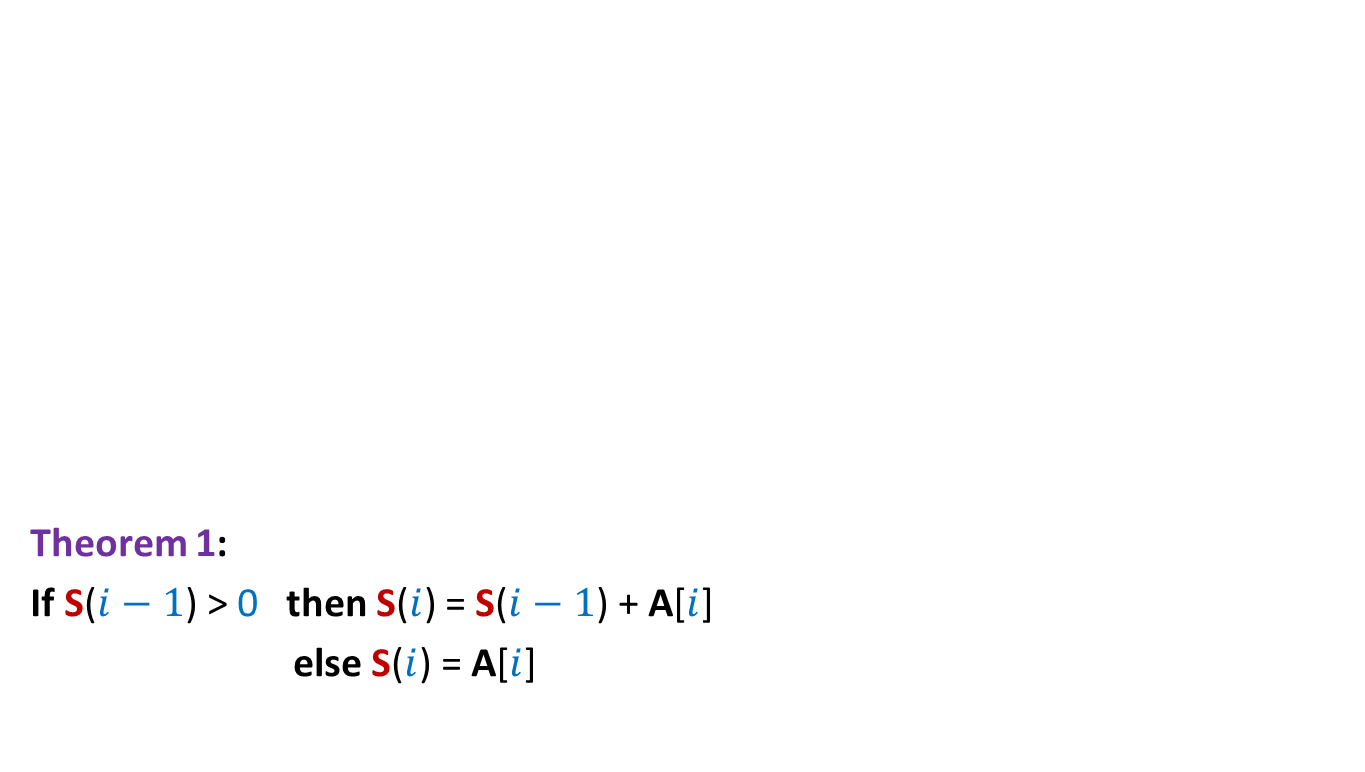 Theorem 1:
If S(i − 1) > 0 then S(i) = S(i − 1) + A[i]
else S(i) = A[i]